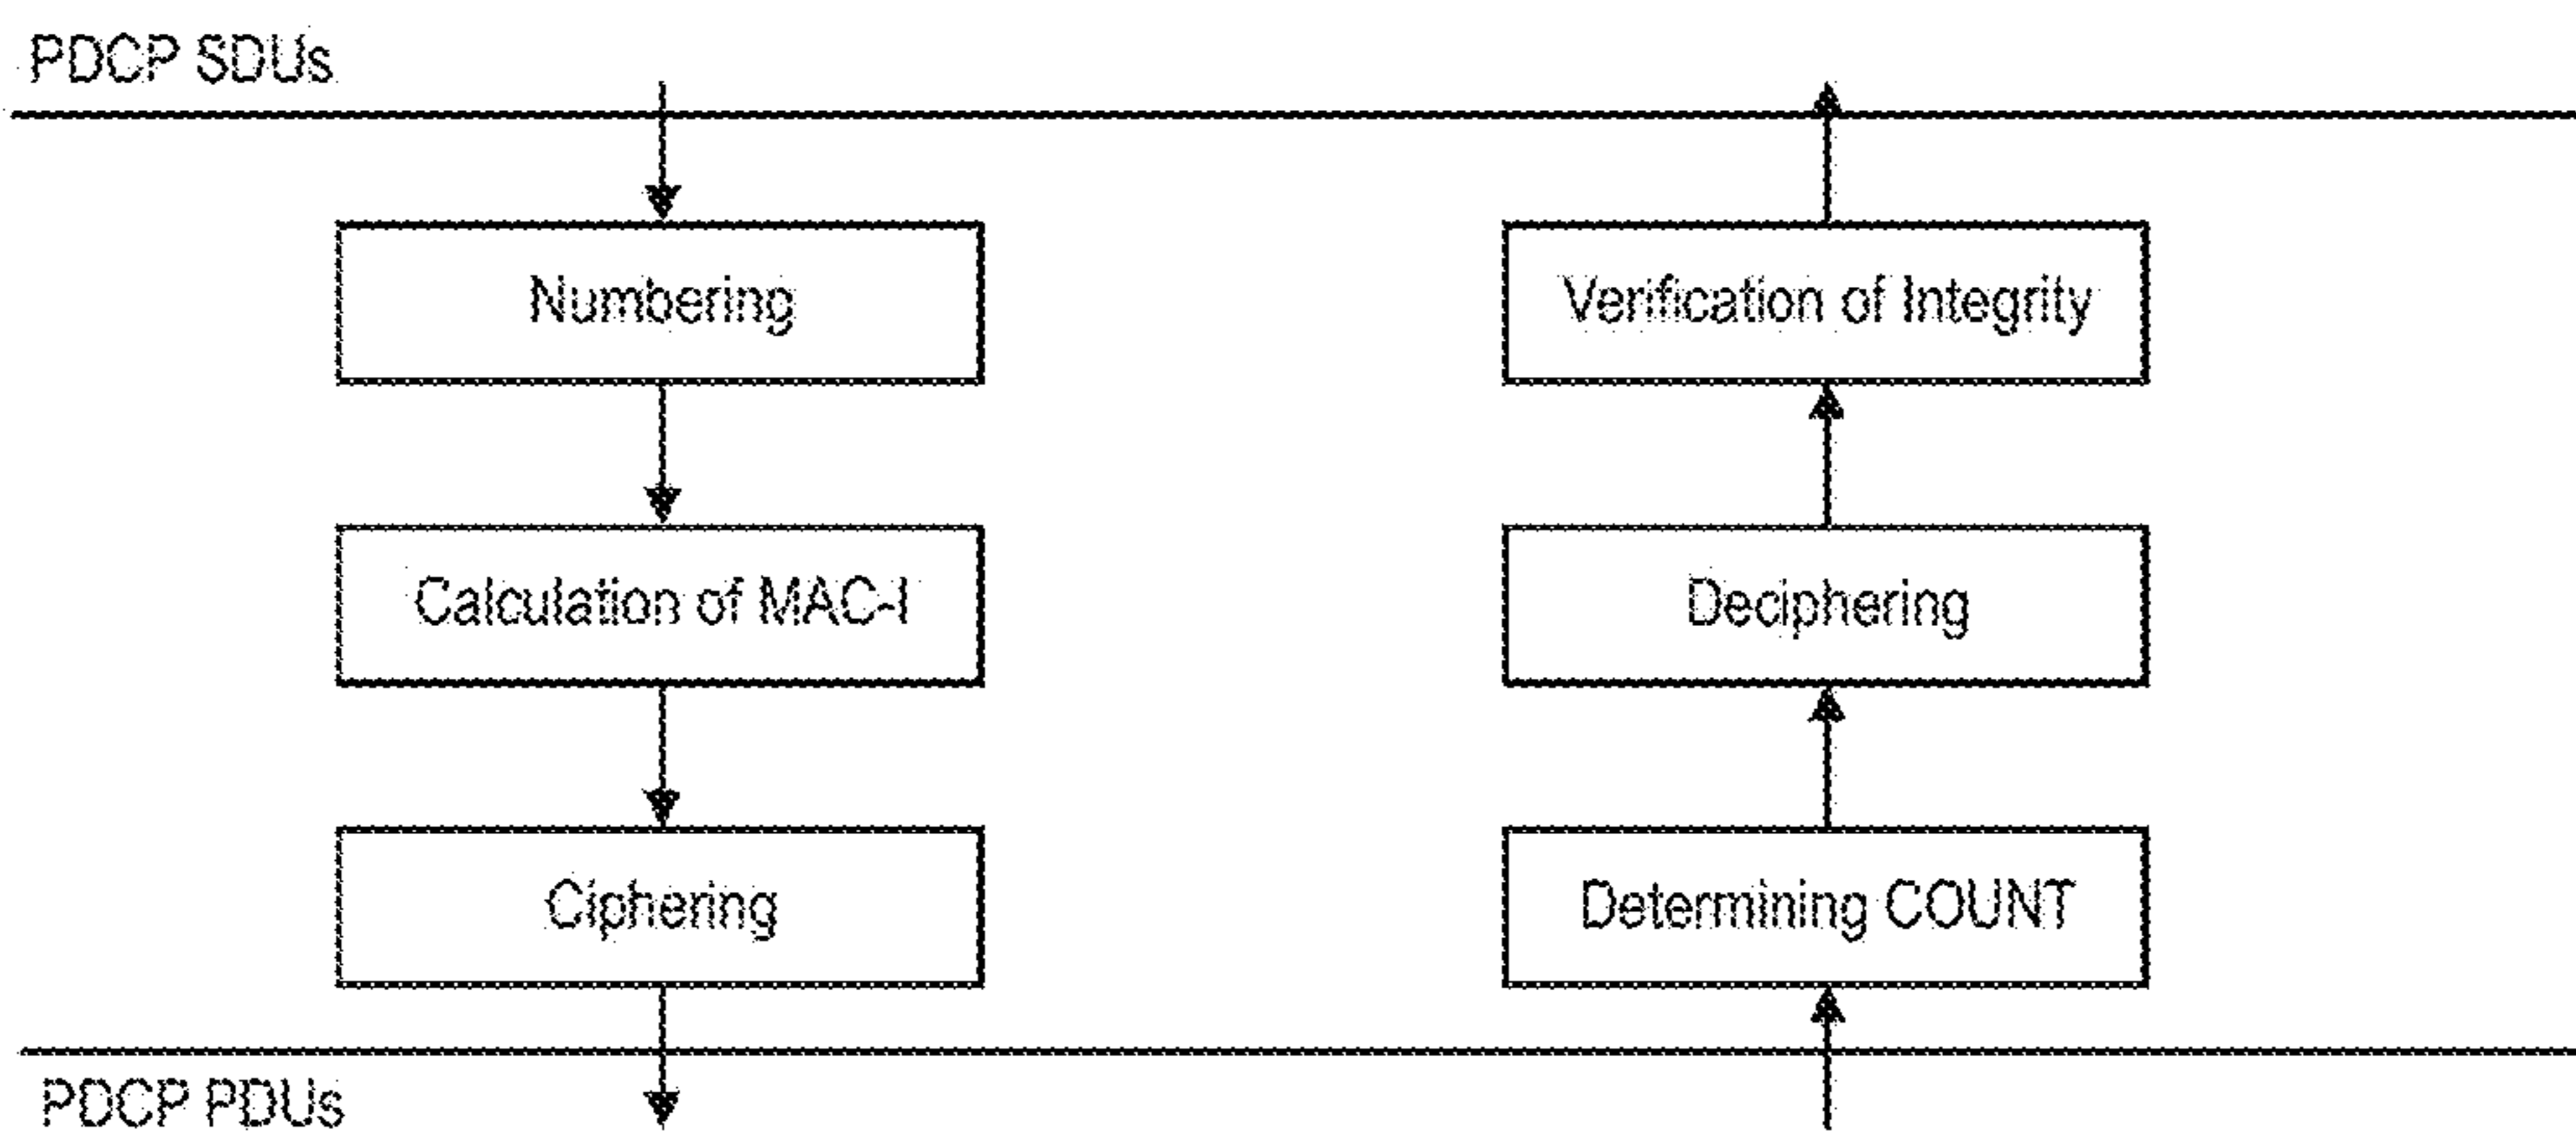 PDCP SDUs
Numbering
Verification of Integrity
Calculation of MAC-I
Deciphering
Ciphering
Determining COUNT
PDCP PDUs